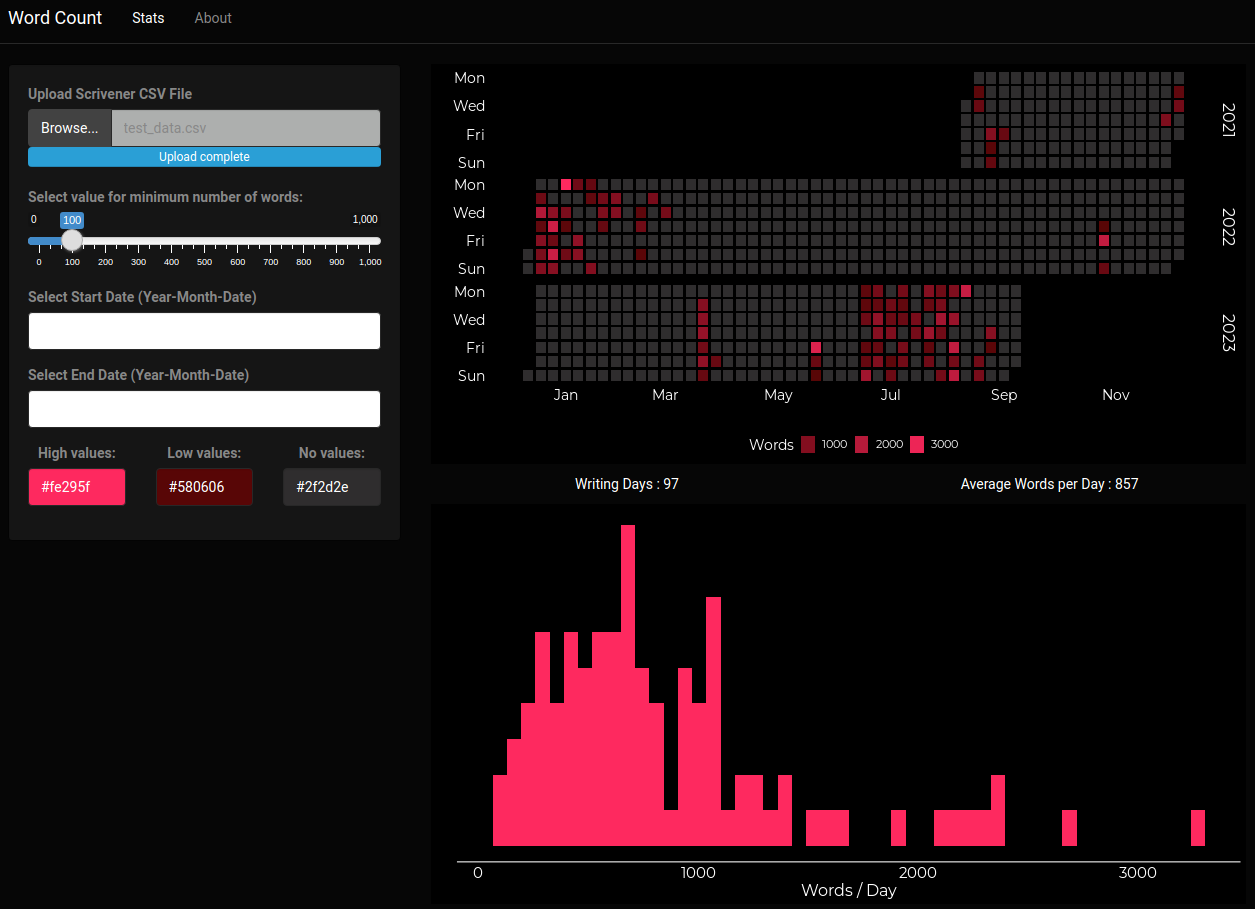 Word Count Stats About
Upload Scrivener CSV File
Browse... test_data.csv
Upload complete
Select value for minimum number of words:
0 100 1,000
0 100 200 300 400 500 600 700 800 900 1,000
Select Start Date (Year-Month-Date)
Select End Date (Year-Month-Date)
High values: Low values: No values:
#fe295f #580606 #2f2d2e
Mon
Wed
Fri
Sun
2021
Mon
Wed
Fri
Sun
2022
Mon
Wed
Fri
Sun
2023
Jan Mar May Jul Sep Nov
Words 1000 2000 3000
Writing Days : 97 Average Words per Day : 857
0 1000 2000 3000
Words / Day